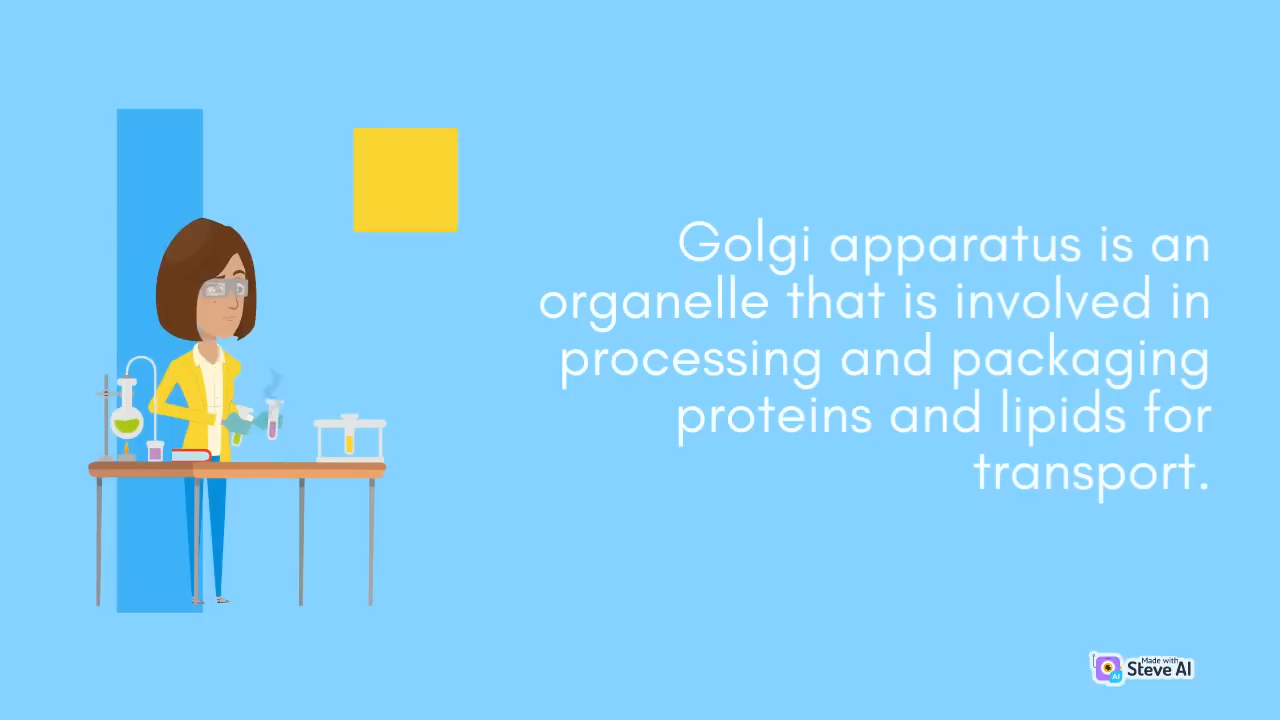 Golgi apparatus is an
organelle that is involved in
processing and packaging
proteins and lipids for
transport.
Made with
Steve AI
AI